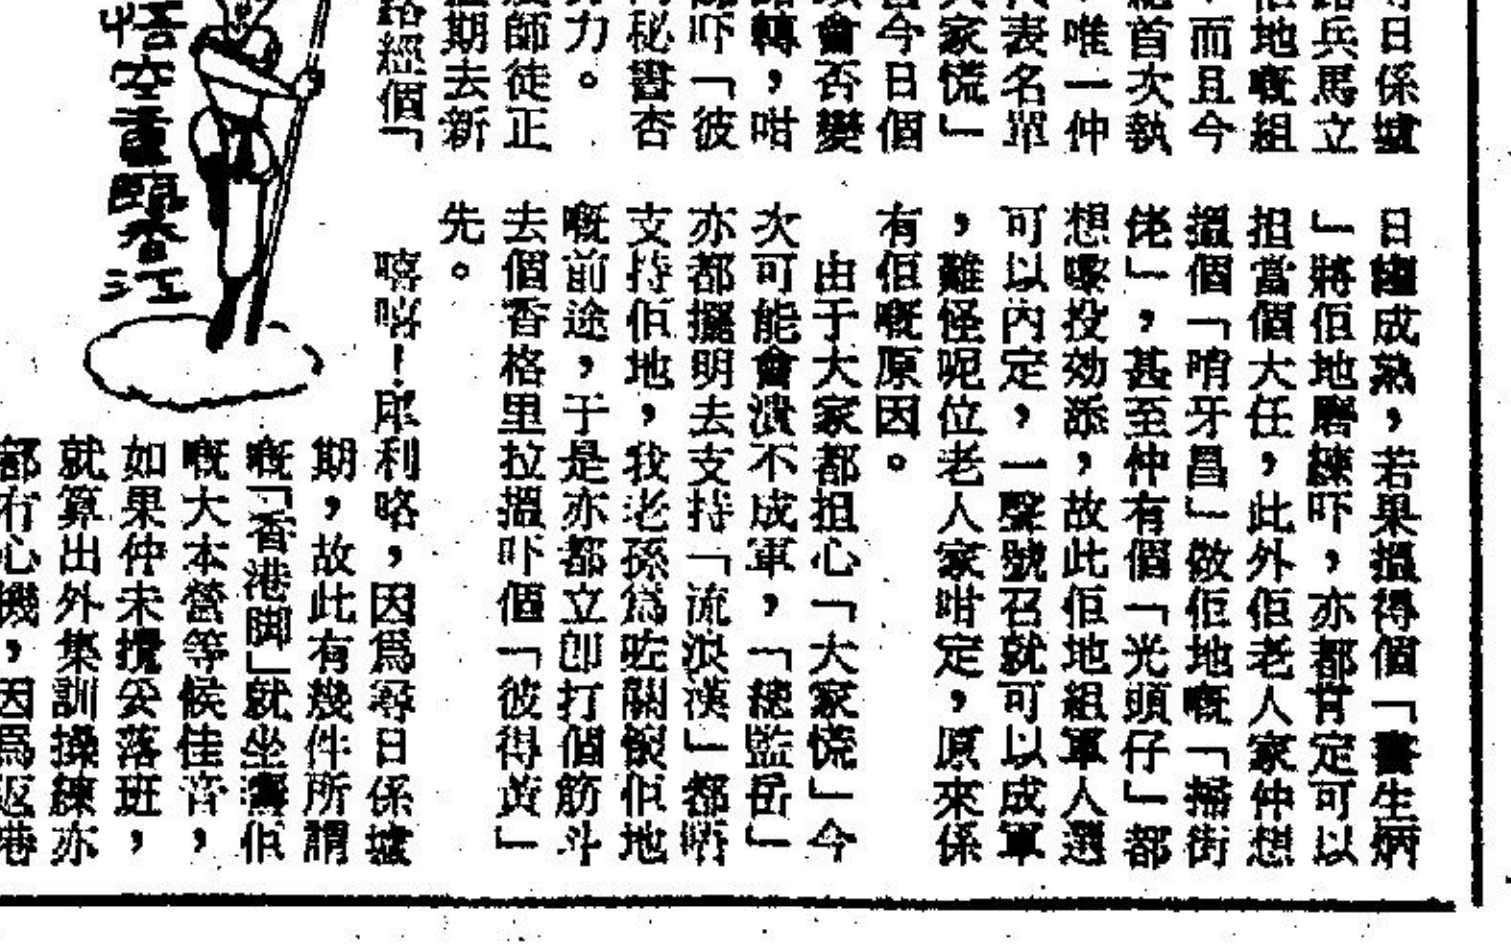 日係墟
兵馬立
佢地嘅組
而且今
首次執
唯一仲
代表名單
大家慌」
今日個
會否變
轉，咁
吓「彼
秘書杏
力。
師徒正
期去新
路經個「
悟空重臨香江
日趨成熟，若果搵得個「書生炳
」將佢地磨練吓，亦都甘定可以
担當個大任，此外佢老人家仲想
搵個「哨牙昌」做佢地嘅「掃街
佬」，甚至仲有個「光頭仔」都
想嚟投効添，故此佢地組軍人選
可以內定，一聲號召就可以成軍
，難怪呢位老人家咁定，原來係
有佢嘅原因。
由于大家都担心「大家慌」今
次可能會潰不成軍，「總監岳」
亦都擺明去支持「流浪漢」都唔
支持佢地，我老孫爲咗關懷佢地
嘅前途，于是亦都立即打個筋斗
去個香格里拉搵吓個「彼得黃」
先。
嘻嘻！犀利咯，因爲尋日係墟
期，故此有幾件所謂
嘅「香港脚」就坐鎭佢
嘅大本營等候佳音，
如果仲未攪妥落班，
就算出外集訓操練亦
都冇心機，因爲返港